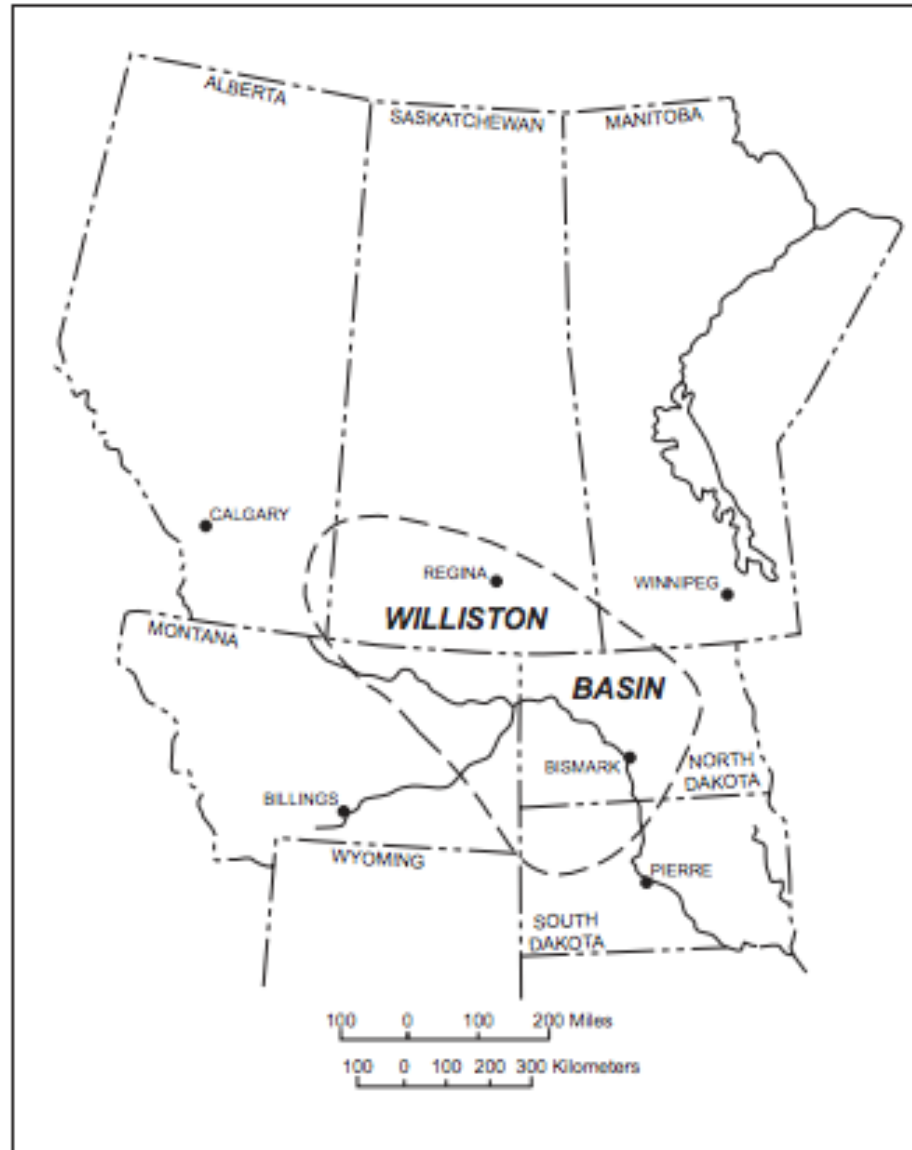 ALBERTA
SASKATCHEWAN
MANITOBA
CALGARY
REGINA
WINNIPEG
WILLISTON
MONTANA
BASIN
BISMARK
NORTH
DAKOTA
BILLINGS
WYOMING
PIERRE
SOUTH
DAKOTA
100 0 100 200 Miles
100 0 100 200 300 Kilometers